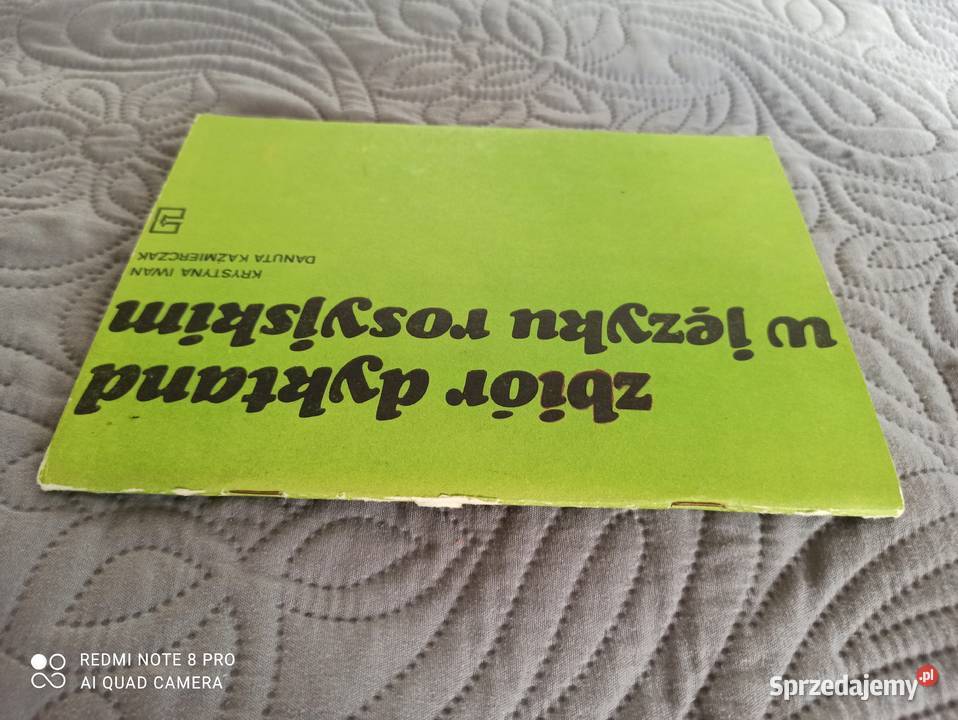 KRYSTYNA IWAN
DANUTA KAŹMIERCZAK
zbiór dyktand
w języku rosyjskim
REDMI NOTE 8 PRO
AI QUAD CAMERA
Sprzedajemy.pl